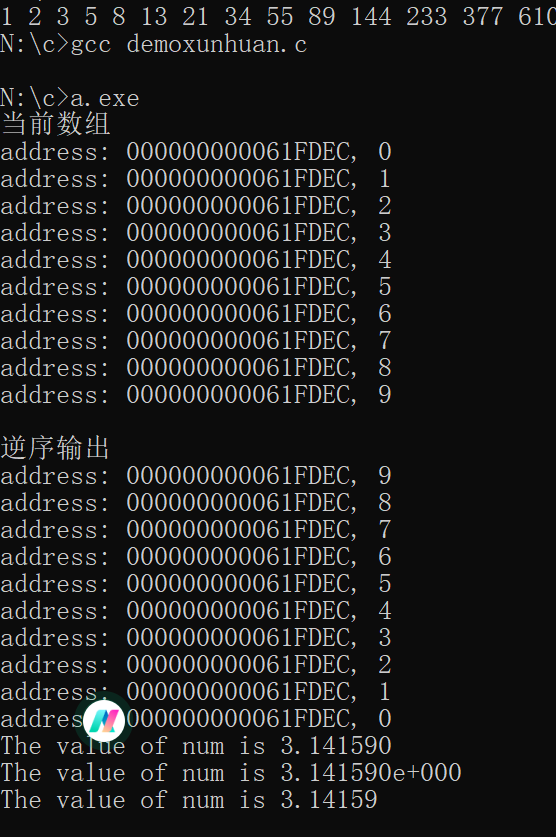 1 2 3 5 8 13 21 34 55 89 144 233 377 610
N:\c>gcc demoxunhuan.c
N:\c>a.exe
当前数组
address: 000000000061FDEC, 0
address: 000000000061FDEC, 1
address: 000000000061FDEC, 2
address: 000000000061FDEC, 3
address: 000000000061FDEC, 4
address: 000000000061FDEC, 5
address: 000000000061FDEC, 6
address: 000000000061FDEC, 7
address: 000000000061FDEC, 8
address: 000000000061FDEC, 9
逆序输出
address: 000000000061FDEC, 9
address: 000000000061FDEC, 8
address: 000000000061FDEC, 7
address: 000000000061FDEC, 6
address: 000000000061FDEC, 5
address: 000000000061FDEC, 4
address: 000000000061FDEC, 3
address: 000000000061FDEC, 2
address: 000000000061FDEC, 1
000000000061FDEC, 0
The value of num is 3.141590
The value of num is 3.141590e+000
The value of num is 3.14159